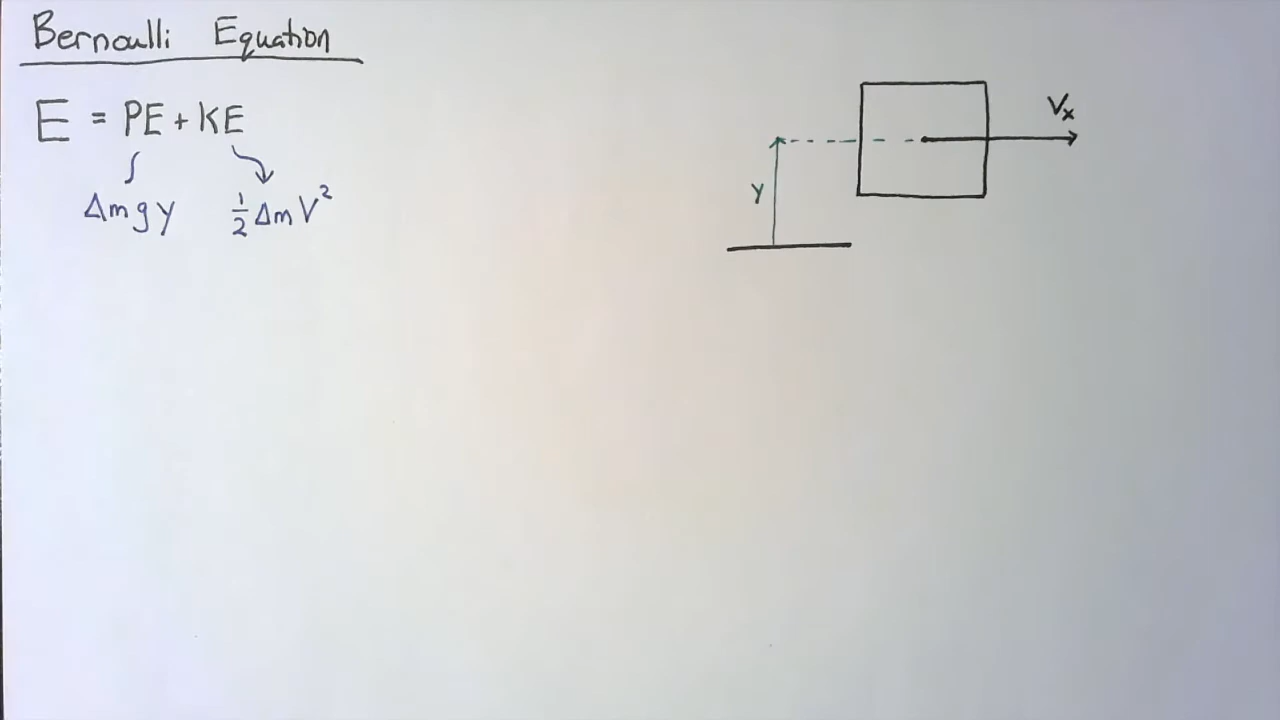 Bernoulli Equation
E = PE + KE
Δmgy ½ΔmV²
Vx
y